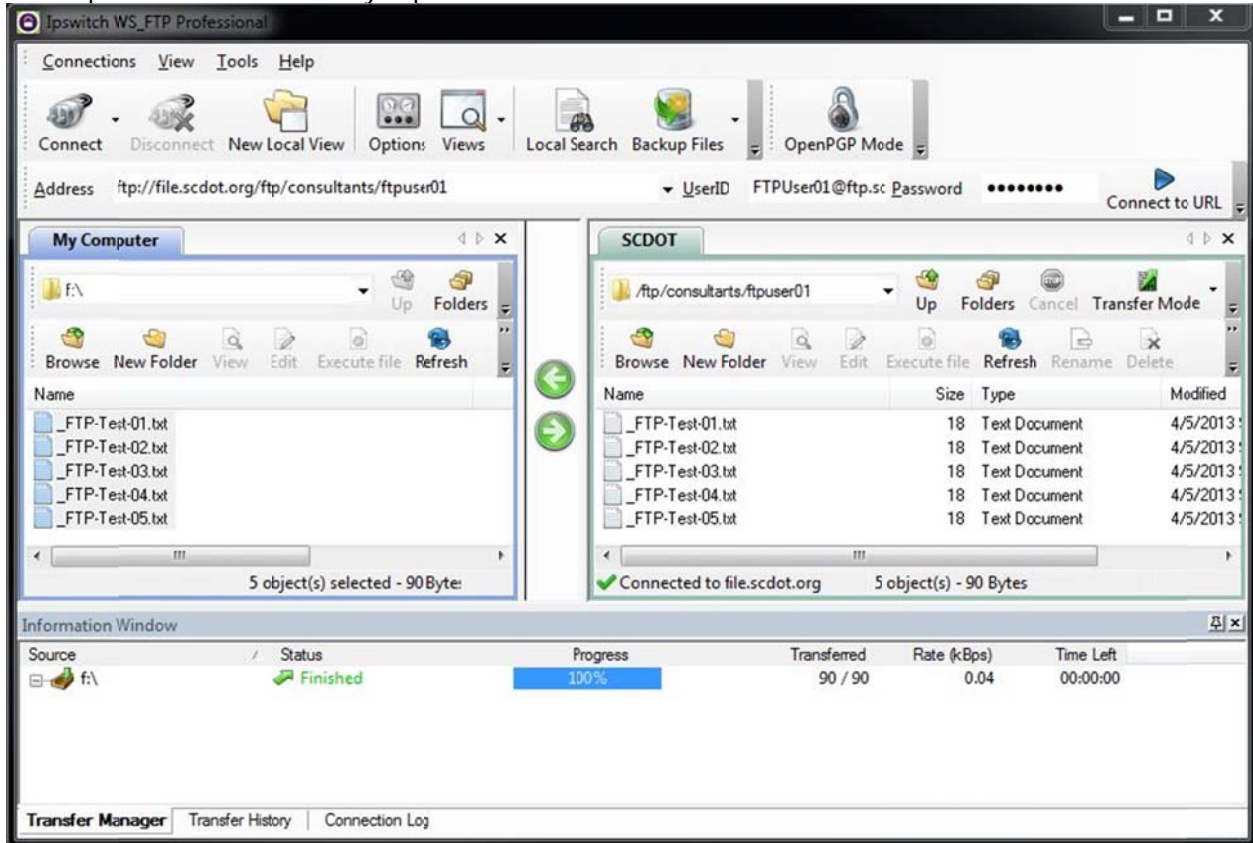 Ipswitch WS_FTP Professional
Connections View Tools Help
Connect Disconnect New Local View Options Views Local Search Backup Files OpenPGP Mode
Address ftp://file.scdot.org/ftp/consultants/ftpuser01 UserID FTPUser01@ftp.sc Password •••••••• Connect to URL
My Computer
f:\ Up Folders
Browse New Folder View Edit Execute file Refresh
Name
_FTP-Test-01.txt
_FTP-Test-02.txt
_FTP-Test-03.txt
_FTP-Test-04.txt
_FTP-Test-05.txt
5 object(s) selected - 90 Bytes
SCDOT
/ftp/consultants/ftpuser01 Up Folders Cancel Transfer Mode
Browse New Folder View Edit Execute file Refresh Rename Delete
Name Size Type Modified
_FTP-Test-01.txt 18 Text Document 4/5/2013
_FTP-Test-02.txt 18 Text Document 4/5/2013
_FTP-Test-03.txt 18 Text Document 4/5/2013
_FTP-Test-04.txt 18 Text Document 4/5/2013
_FTP-Test-05.txt 18 Text Document 4/5/2013
Connected to file.scdot.org 5 object(s) - 90 Bytes
Information Window
Source Status Progress Transferred Rate (kBps) Time Left
f:\ Finished 100% 90 / 90 0.04 00:00:00
Transfer Manager Transfer History Connection Log